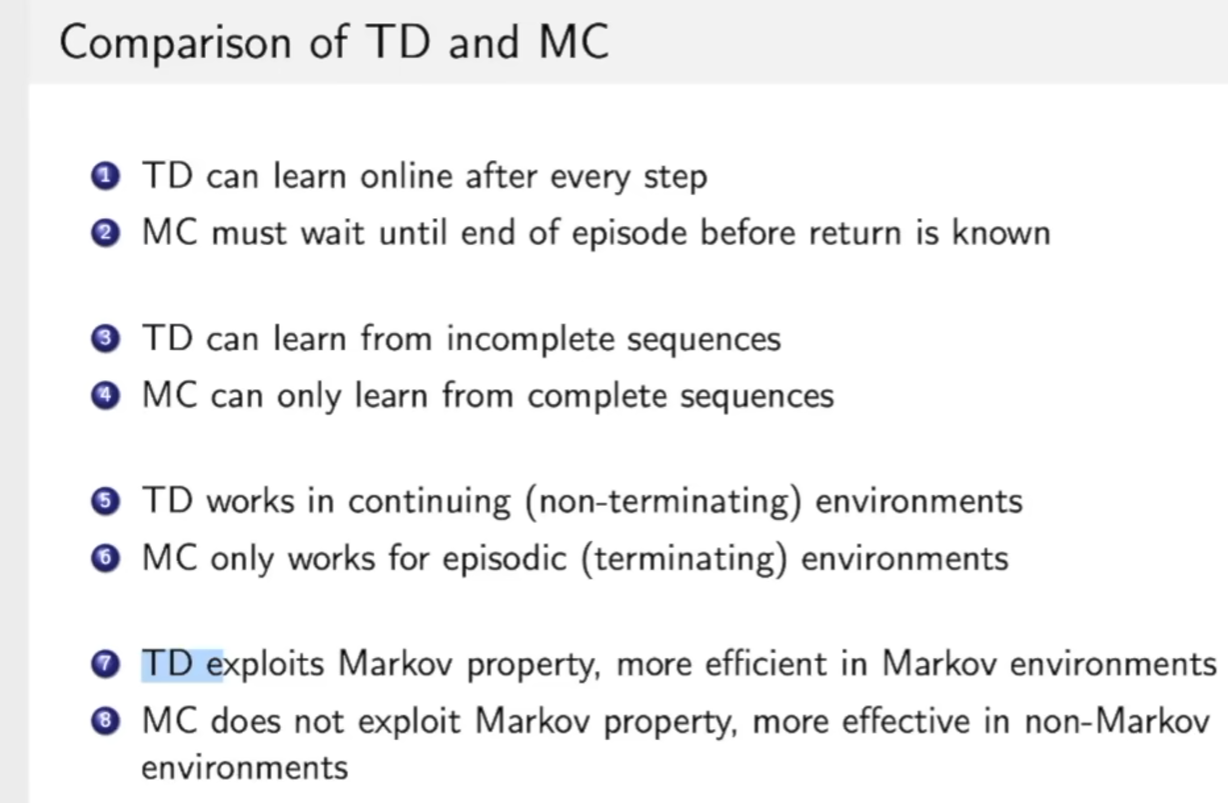 Comparison of TD and MC
1 TD can learn online after every step
2 MC must wait until end of episode before return is known
3 TD can learn from incomplete sequences
4 MC can only learn from complete sequences
5 TD works in continuing (non-terminating) environments
6 MC only works for episodic (terminating) environments
7 TD exploits Markov property, more efficient in Markov environments
8 MC does not exploit Markov property, more effective in non-Markov
environments